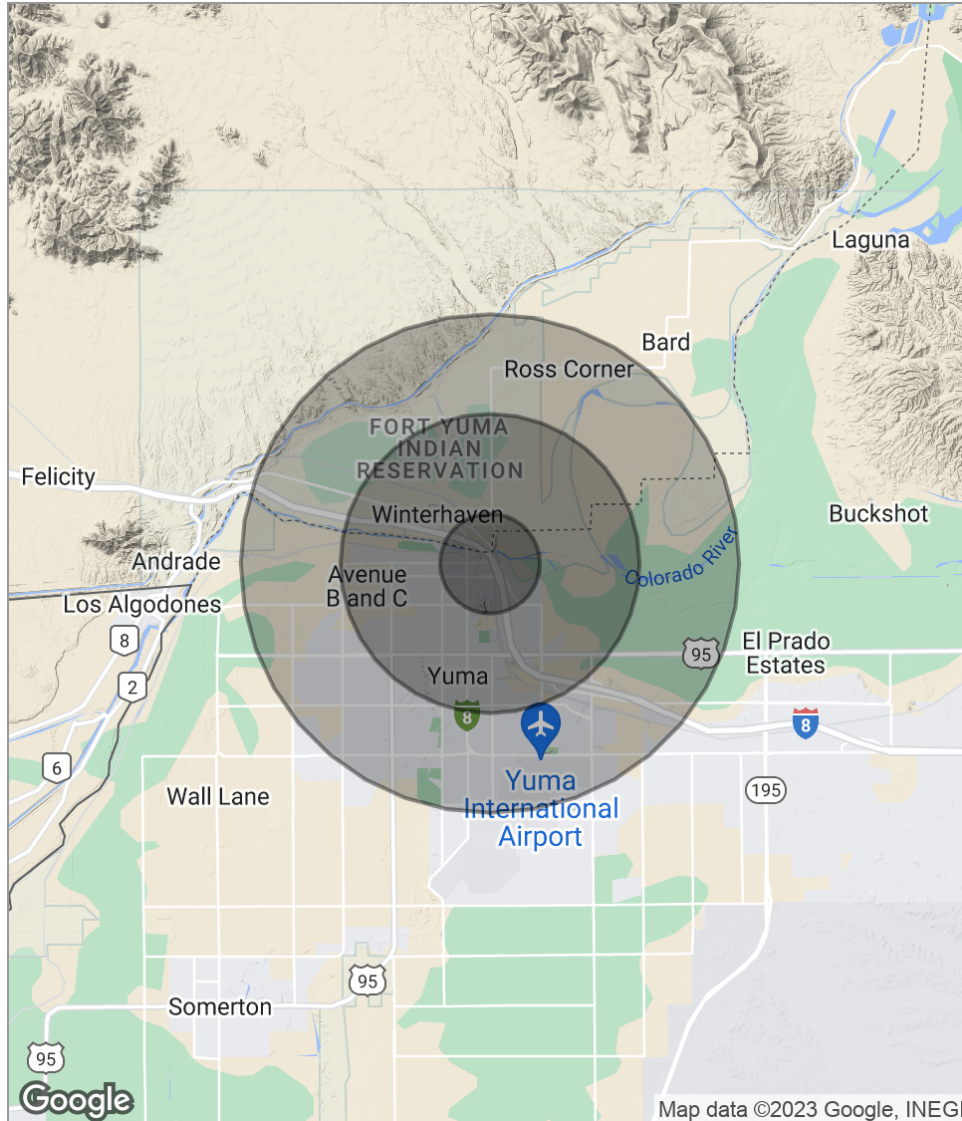 Laguna
Bard
Ross Corner
FORT YUMA
INDIAN
RESERVATION
Felicity
Winterhaven
Buckshot
Andrade
Avenue
B and C
Colorado River
Los Algodones
8
95
El Prado
Estates
2
Yuma
8
8
6
Wall Lane
Yuma
International
Airport
195
95
Somerton
95
Google
Map data ©2023 Google, INEGI